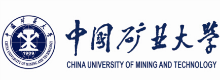 中国矿业大学
CHINA UNIVERSITY OF MINING AND TECHNOLOGY